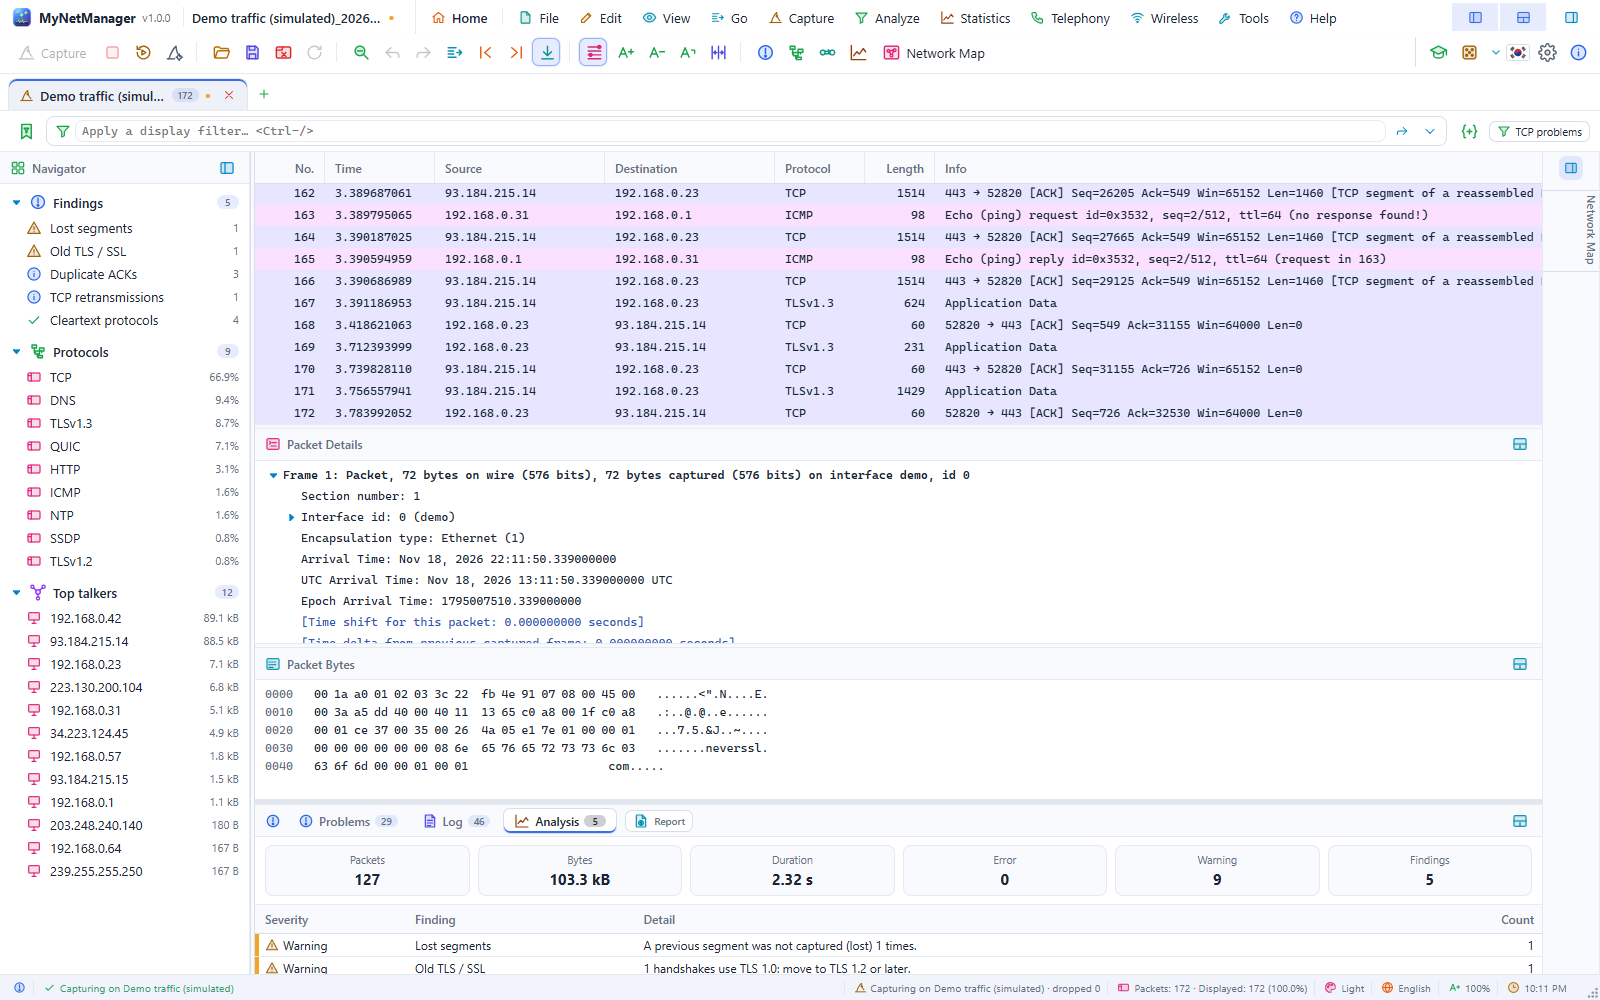 MyNetManager v1.0.0 Demo traffic (simulated)_2026... Home File Edit View Go Capture Analyze Statistics Telephony Wireless Tools Help
Capture Network Map
Demo traffic (simul... 172
Apply a display filter… <Ctrl-/> TCP problems
Navigator
Findings 5
Lost segments 1
Old TLS / SSL 1
Duplicate ACKs 3
TCP retransmissions 1
Cleartext protocols 4
Protocols 9
TCP 66.9%
DNS 9.4%
TLSv1.3 8.7%
QUIC 7.1%
HTTP 3.1%
ICMP 1.6%
NTP 1.6%
SSDP 0.8%
TLSv1.2 0.8%
Top talkers 12
192.168.0.42 89.1 kB
93.184.215.14 88.5 kB
192.168.0.23 7.1 kB
223.130.200.104 6.8 kB
192.168.0.31 5.1 kB
34.223.124.45 4.9 kB
192.168.0.57 1.8 kB
93.184.215.15 1.5 kB
192.168.0.1 1.1 kB
203.248.240.140 180 B
192.168.0.64 167 B
239.255.255.250 167 B
No. Time Source Destination Protocol Length Info
162 3.389687061 93.184.215.14 192.168.0.23 TCP 1514 443 → 52820 [ACK] Seq=26205 Ack=549 Win=65152 Len=1460 [TCP segment of a reassembled
163 3.389795065 192.168.0.31 192.168.0.1 ICMP 98 Echo (ping) request id=0x3532, seq=2/512, ttl=64 (no response found!)
164 3.390187025 93.184.215.14 192.168.0.23 TCP 1514 443 → 52820 [ACK] Seq=27665 Ack=549 Win=65152 Len=1460 [TCP segment of a reassembled
165 3.390594959 192.168.0.1 192.168.0.31 ICMP 98 Echo (ping) reply id=0x3532, seq=2/512, ttl=64 (request in 163)
166 3.390686989 93.184.215.14 192.168.0.23 TCP 1514 443 → 52820 [ACK] Seq=29125 Ack=549 Win=65152 Len=1460 [TCP segment of a reassembled
167 3.391186953 93.184.215.14 192.168.0.23 TLSv1.3 624 Application Data
168 3.418621063 192.168.0.23 93.184.215.14 TCP 60 52820 → 443 [ACK] Seq=549 Ack=31155 Win=64000 Len=0
169 3.712393999 192.168.0.23 93.184.215.14 TLSv1.3 231 Application Data
170 3.739828110 93.184.215.14 192.168.0.23 TCP 60 443 → 52820 [ACK] Seq=31155 Ack=726 Win=65152 Len=0
171 3.756557941 93.184.215.14 192.168.0.23 TLSv1.3 1429 Application Data
172 3.783992052 192.168.0.23 93.184.215.14 TCP 60 52820 → 443 [ACK] Seq=726 Ack=32530 Win=64000 Len=0
Network Map
Packet Details
Frame 1: Packet, 72 bytes on wire (576 bits), 72 bytes captured (576 bits) on interface demo, id 0
Section number: 1
Interface id: 0 (demo)
Encapsulation type: Ethernet (1)
Arrival Time: Nov 18, 2026 22:11:50.339000000
UTC Arrival Time: Nov 18, 2026 13:11:50.339000000 UTC
Epoch Arrival Time: 1795007510.339000000
[Time shift for this packet: 0.000000000 seconds]
[Time delta from previous captured frame: 0.000000000 seconds]
Packet Bytes
0000 00 1a a0 01 02 03 3c 22 fb 4e 91 07 08 00 45 00 ......<".N....E.
0010 00 3a a5 dd 40 00 40 11 13 65 c0 a8 00 1f c0 a8 .:..@.@..e......
0020 00 01 ce 37 00 35 00 26 4a 05 e1 7e 01 00 00 01 ...7.5.&J..~....
0030 00 00 00 00 00 00 08 6e 65 76 65 72 73 73 6c 03 .......neverssl.
0040 63 6f 6d 00 00 01 00 01 com.....
Problems 29 Log 46 Analysis 5 Report
Packets Bytes Duration Error Warning Findings
127 103.3 kB 2.32 s 0 9 5
Severity Finding Detail Count
Warning Lost segments A previous segment was not captured (lost) 1 times. 1
Warning Old TLS / SSL 1 handshakes use TLS 1.0; move to TLS 1.2 or later. 1
Capturing on Demo traffic (simulated) Capturing on Demo traffic (simulated) · dropped 0 Packets: 172 · Displayed: 172 (100.0%) Light English 100% 10:11 PM